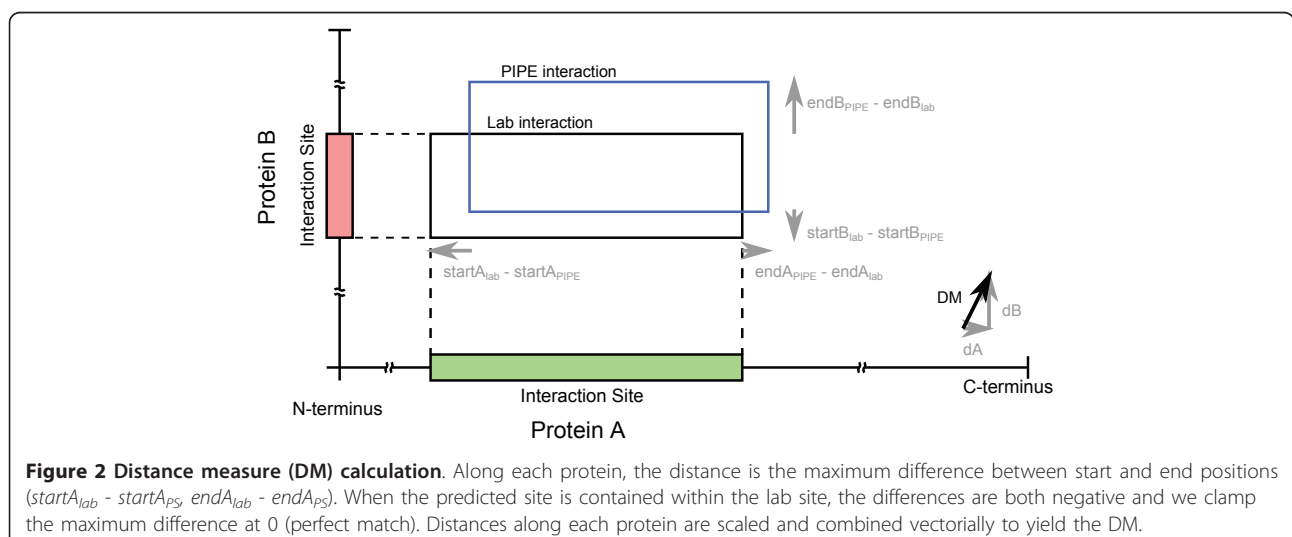 PIPE interaction
endB_PIPE - endB_lab
Lab interaction
Protein B
Interaction Site
startB_lab - startB_PIPE
startA_lab - startA_PIPE
endA_PIPE - endA_lab
DM
dB
dA
Interaction Site
C-terminus
N-terminus
Protein A
Figure 2 Distance measure (DM) calculation. Along each protein, the distance is the maximum difference between start and end positions
(startA_lab - startA_PS, endA_lab - endA_PS). When the predicted site is contained within the lab site, the differences are both negative and we clamp
the maximum difference at 0 (perfect match). Distances along each protein are scaled and combined vectorially to yield the DM.